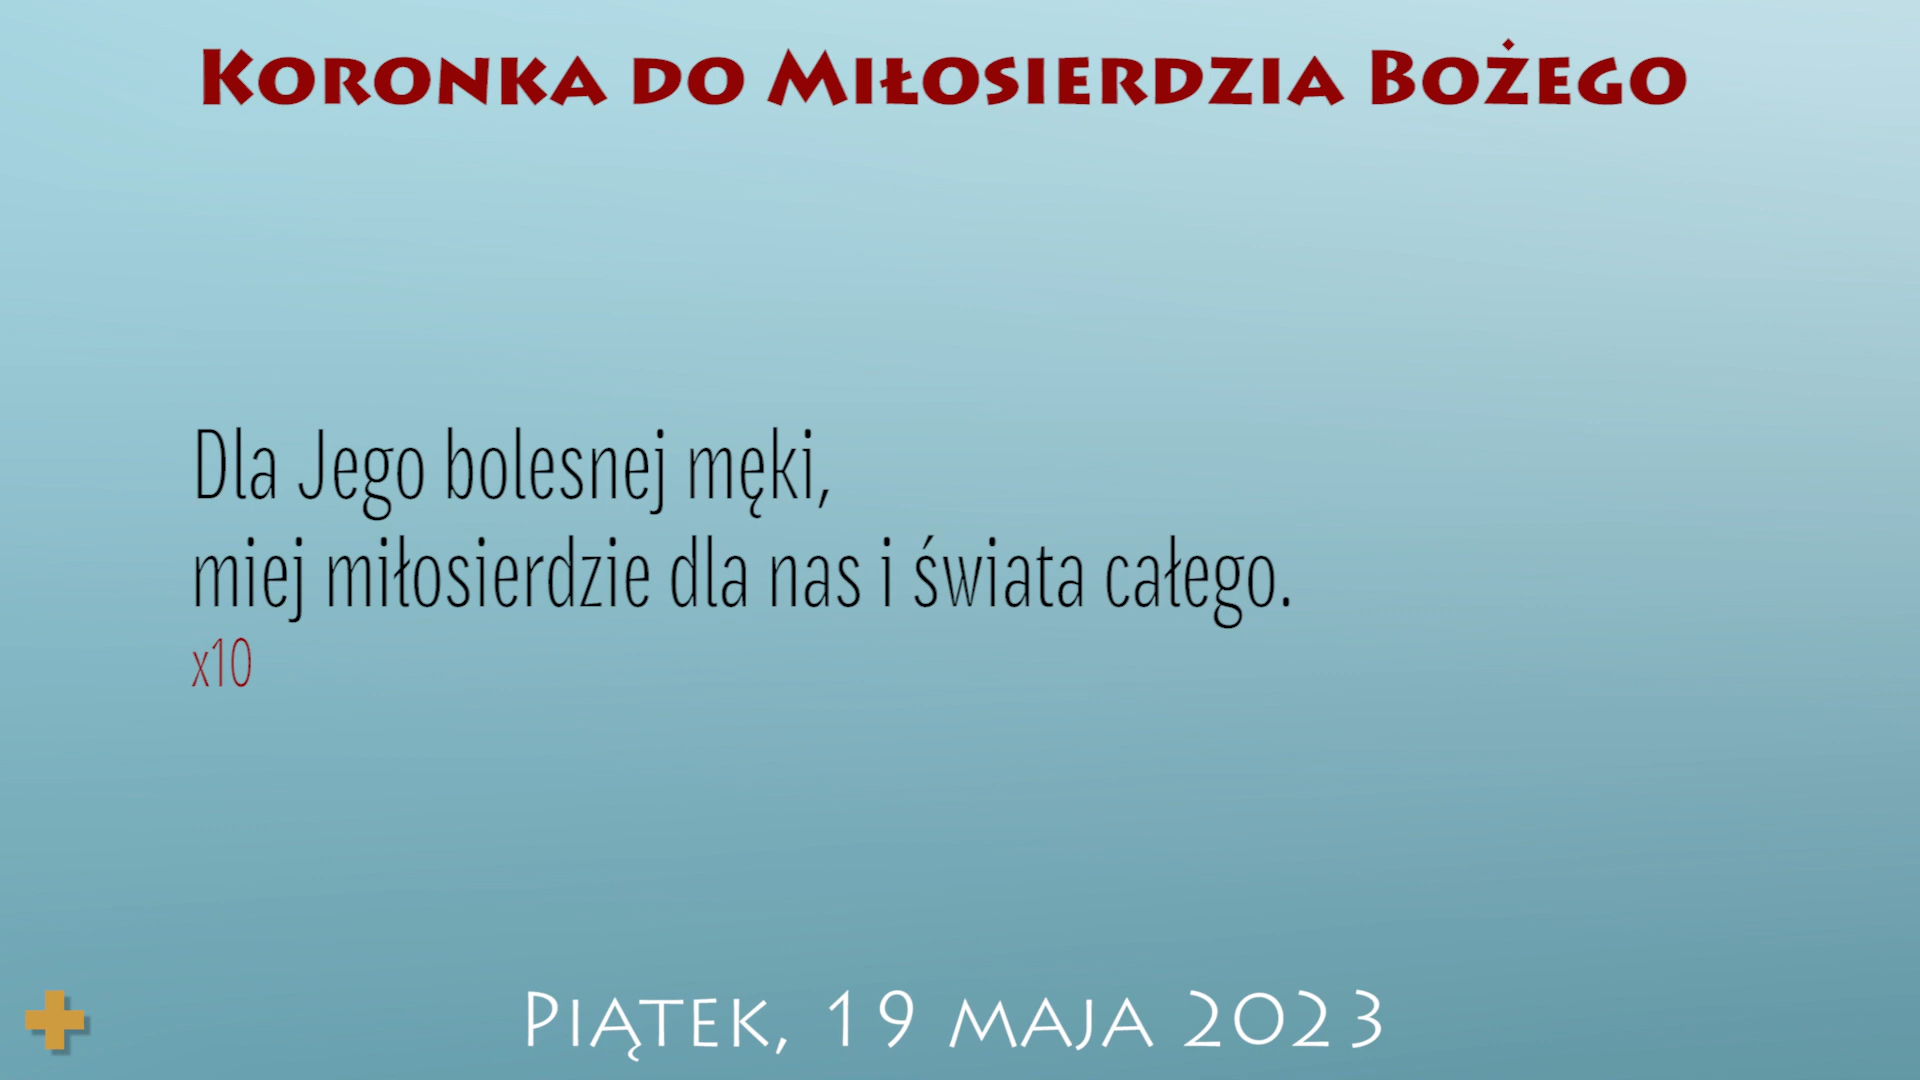 Koronka do Miłosierdzia Bożego
Dla Jego bolesnej męki,
miej miłosierdzie dla nas i świata całego.
x10
Piątek, 19 maja 2023